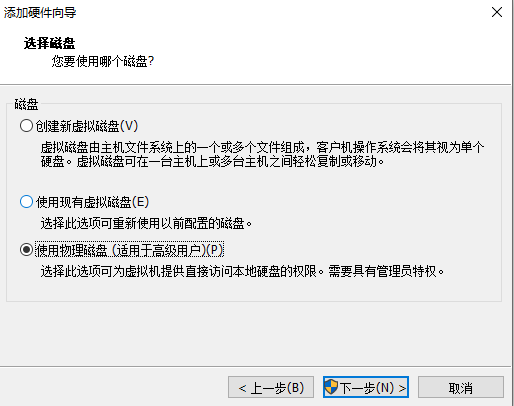 添加硬件向导
选择磁盘
您要使用哪个磁盘?
磁盘
创建新虚拟磁盘(V)
虚拟磁盘由主机文件系统上的一个或多个文件组成，客户机操作系统会将其视为单个
硬盘。虚拟磁盘可在一台主机上或多台主机之间轻松复制或移动。
使用现有虚拟磁盘(E)
选择此选项可重新使用以前配置的磁盘。
使用物理磁盘 (适用于高级用户)(P)
选择此选项可为虚拟机提供直接访问本地硬盘的权限。需要具有管理员特权。
< 上一步(B) 下一步(N) > 取消